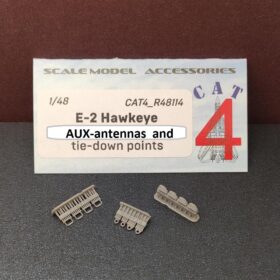 SCALE MODEL ACCESSORIES
1/48 CAT4_R48114
CAT
4
E-2 Hawkeye
AUX-antennas and
tie-down points